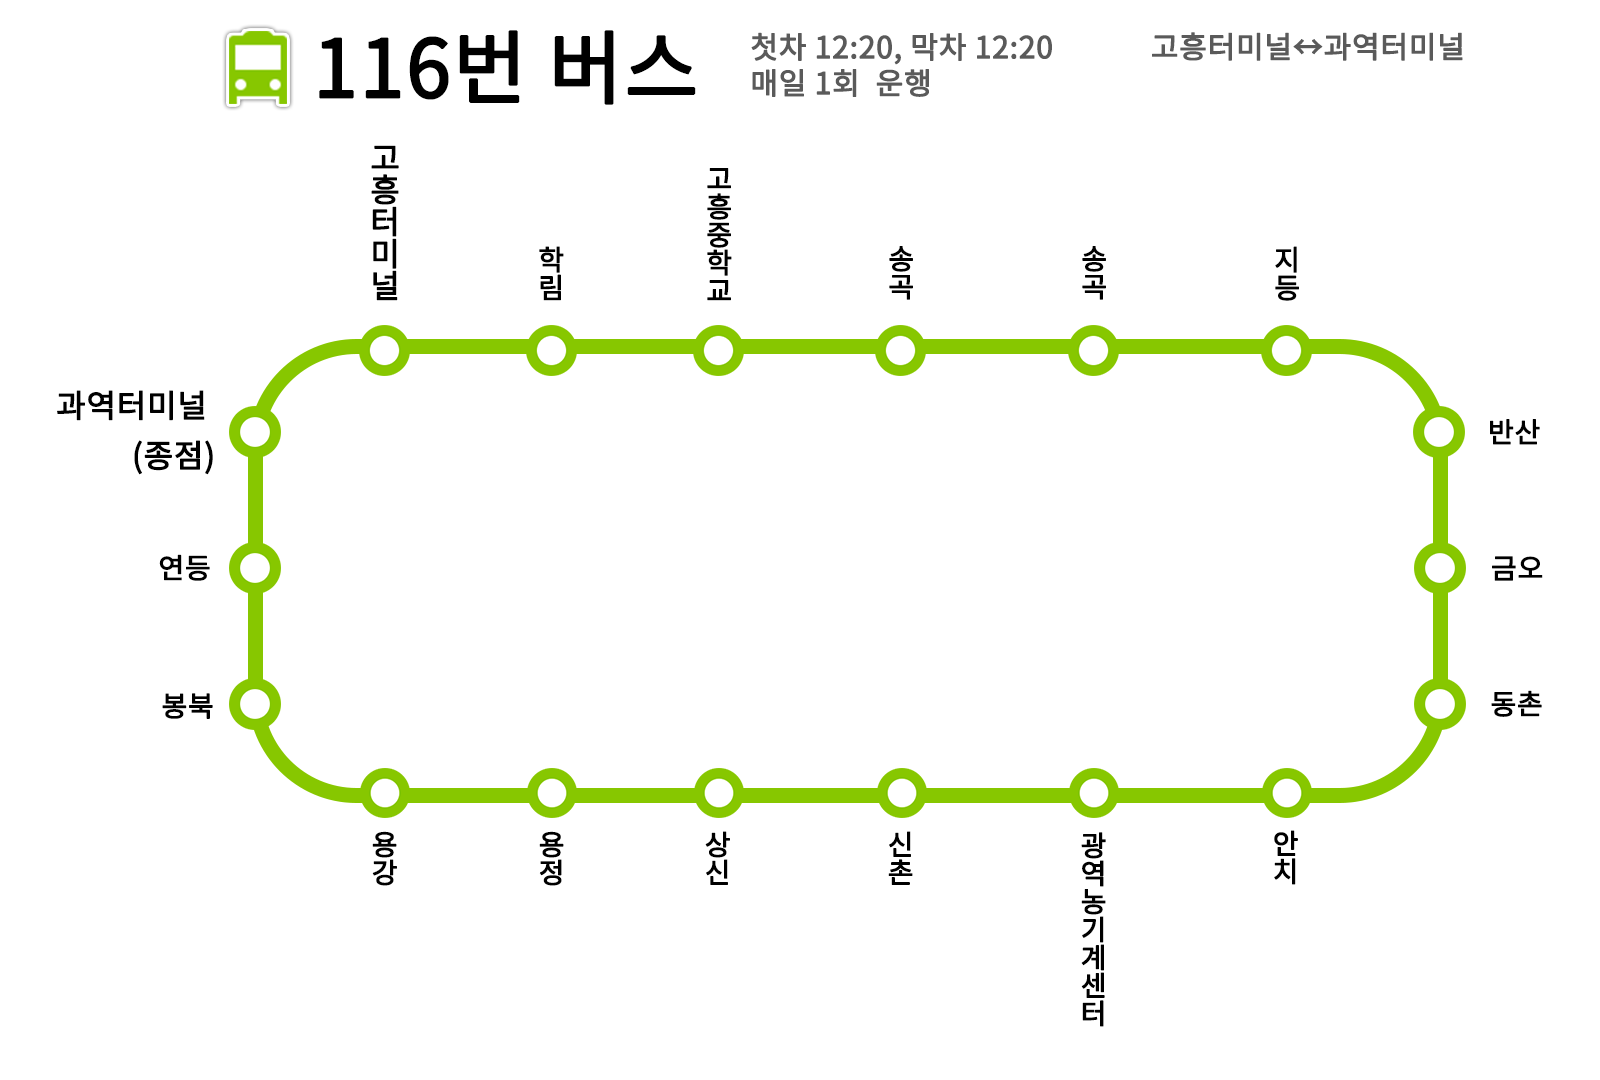 116번 버스
첫차 12:20, 막차 12:20
매일 1회 운행
고흥터미널↔과역터미널
고흥터미널
학림
고흥중학교
송곡
송곡
지등
반산
금오
동촌
안치
광역농기계센터
신촌
상신
용정
용강
봉북
연등
과역터미널
(종점)